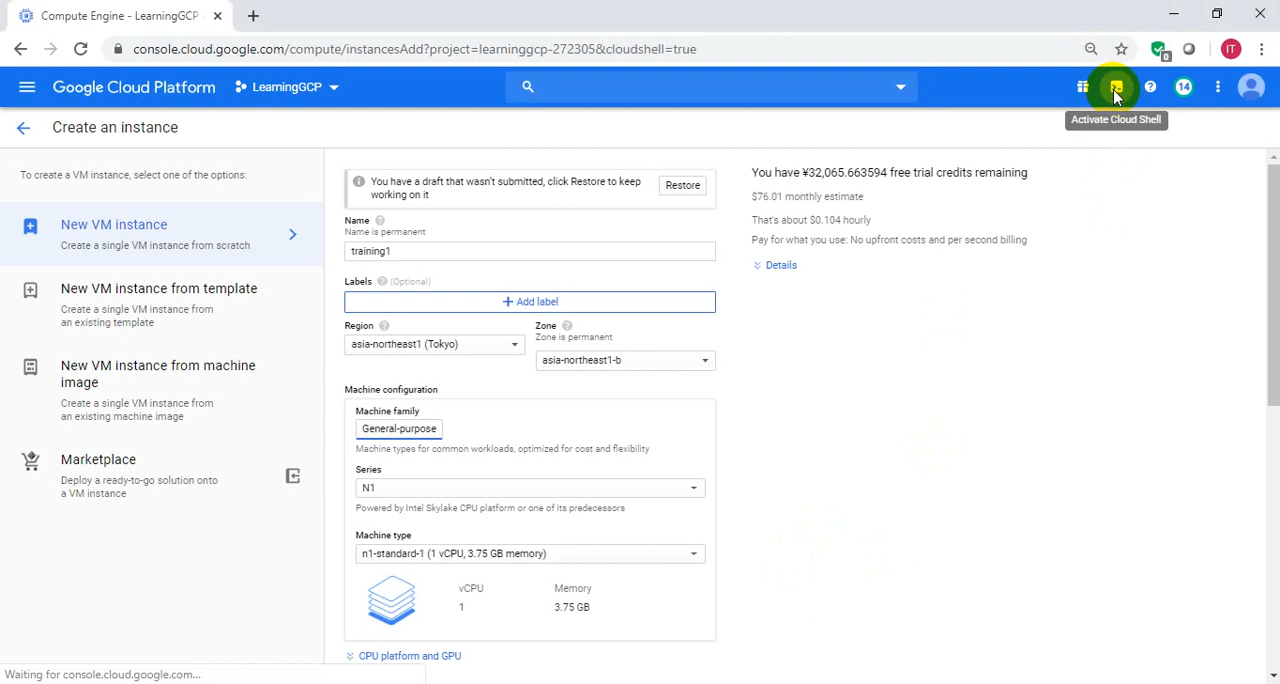 Compute Engine - LearningGCP
console.cloud.google.com/compute/instancesAdd?project=learninggcp-272305&cloudshell=true
0
IT
Google Cloud Platform
LearningGCP
14
Activate Cloud Shell
Create an instance
To create a VM instance, select one of the options:
New VM instance
Create a single VM instance from scratch
New VM instance from template
Create a single VM instance from
an existing template
New VM instance from machine
image
Create a single VM instance from
an existing machine image
Marketplace
Deploy a ready-to-go solution onto
a VM instance
You have a draft that wasn't submitted, click Restore to keep
working on it
Restore
Name
Name is permanent
training1
Labels
(Optional)
+ Add label
Region
asia-northeast1 (Tokyo)
Zone
Zone is permanent
asia-northeast1-b
Machine configuration
Machine family
General-purpose
Machine types for common workloads, optimized for cost and flexibility
Series
N1
Powered by Intel Skylake CPU platform or one of its predecessors
Machine type
n1-standard-1 (1 vCPU, 3.75 GB memory)
vCPU
Memory
1
3.75 GB
CPU platform and GPU
You have ¥32,065.663594 free trial credits remaining
$76.01 monthly estimate
That's about $0.104 hourly
Pay for what you use: No upfront costs and per second billing
Details
Waiting for console.cloud.google.com...